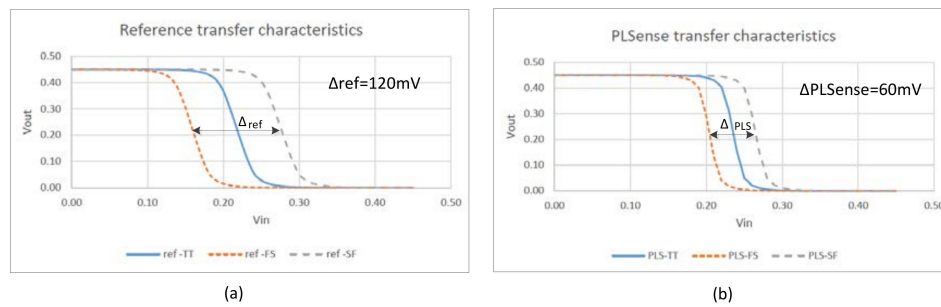 Reference transfer characteristics
Δref=120mV
Δref
Vout
0.50
0.40
0.30
0.20
0.10
0.00
0.00 0.10 0.20 0.30 0.40 0.50
Vin
ref -TT ref -FS ref -SF
(a)
PLSense transfer characteristics
ΔPLSense=60mV
Δ PLS
Vout
0.50
0.40
0.30
0.20
0.10
0.00
0.00 0.10 0.20 0.30 0.40 0.50
Vin
PLS-TT PLS-FS PLS-SF
(b)